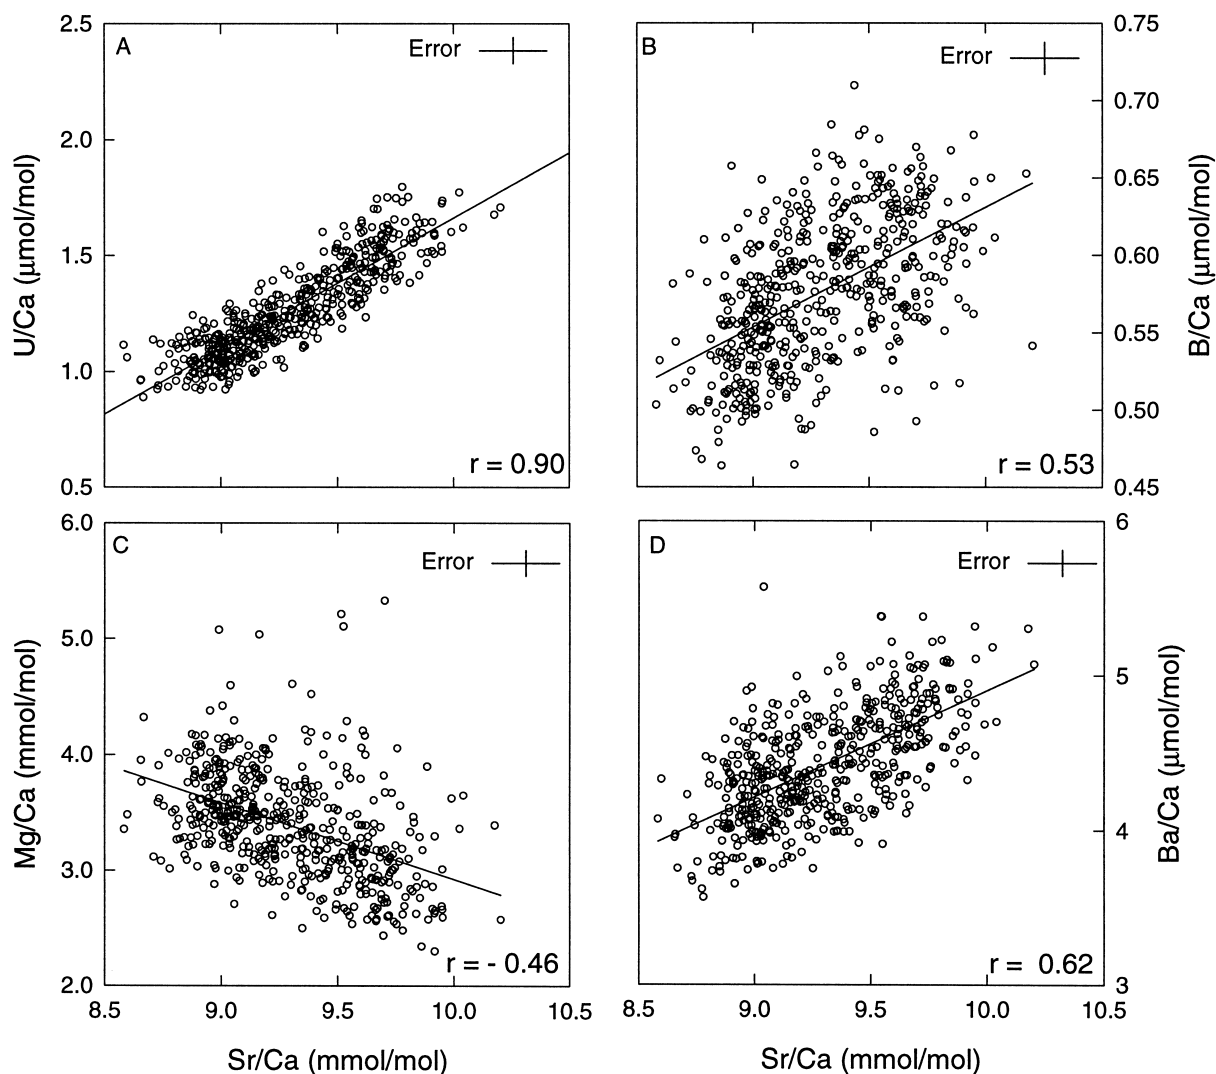 A
Error
2.5
2.0
1.5
1.0
0.5
U/Ca (μmol/mol)
r = 0.90
B
Error
0.75
0.70
0.65
0.60
0.55
0.50
0.45
B/Ca (μmol/mol)
r = 0.53
C
Error
6.0
5.0
4.0
3.0
2.0
Mg/Ca (mmol/mol)
r = - 0.46
8.5 9.0 9.5 10.0 10.5
Sr/Ca (mmol/mol)
D
Error
6
5
4
3
Ba/Ca (μmol/mol)
r = 0.62
8.5 9.0 9.5 10.0 10.5
Sr/Ca (mmol/mol)